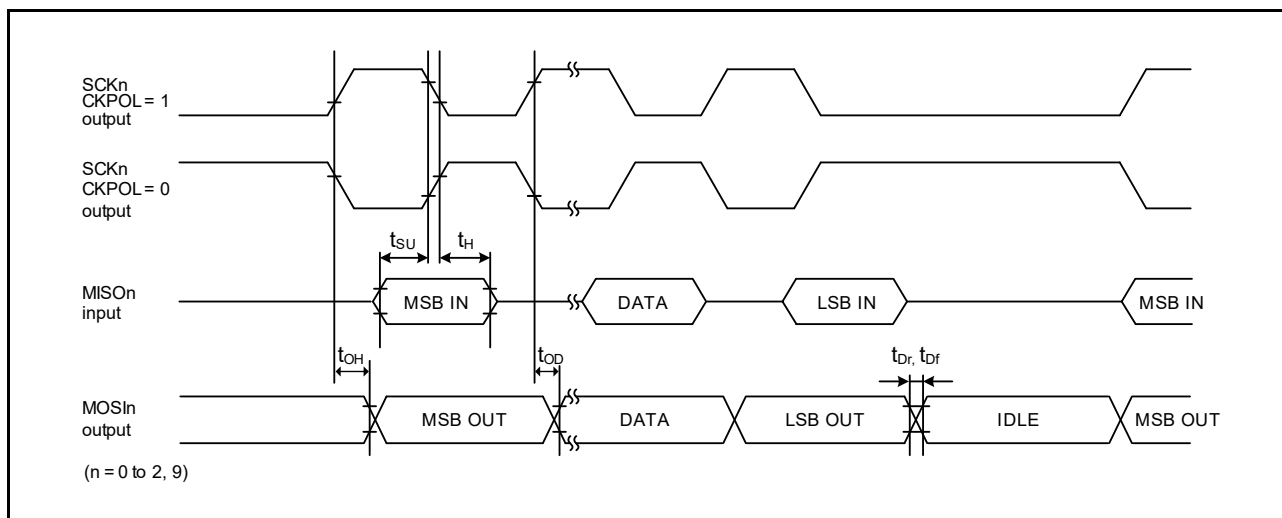 SCKn
CKPOL = 1
output
SCKn
CKPOL = 0
output
tSU
tH
MISOn
input
MSB IN
DATA
LSB IN
MSB IN
tOH
tOD
tDr, tDf
MOSIn
output
MSB OUT
DATA
LSB OUT
IDLE
MSB OUT
(n = 0 to 2, 9)